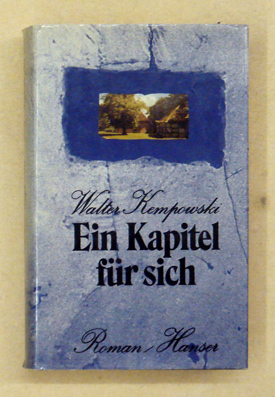 Walter Kempowski
Ein Kapitel
für sich
Roman / Hanser